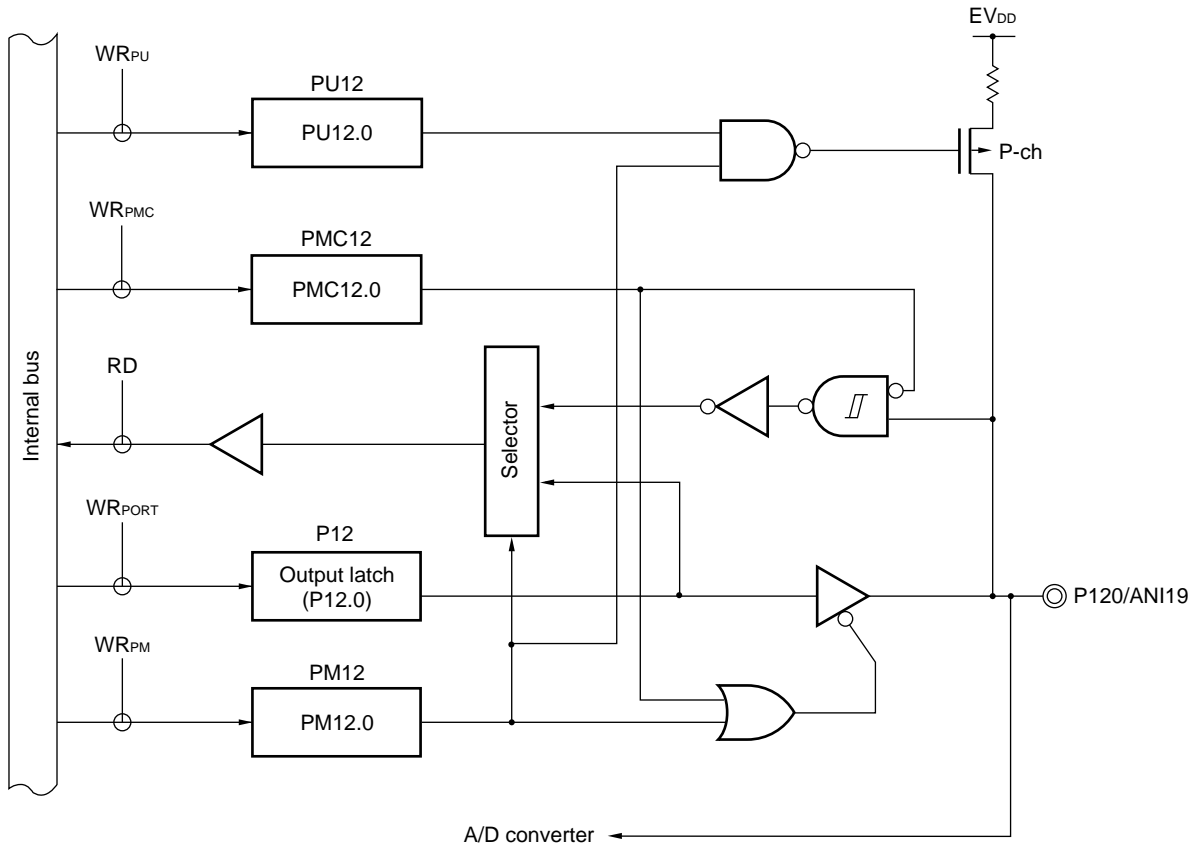 EVDD
WRPU
PU12
PU12.0
P-ch
WRPMC
PMC12
PMC12.0
Internal bus
RD
Selector
WRPORT
P12
Output latch
(P12.0)
P120/ANI19
WRPM
PM12
PM12.0
A/D converter